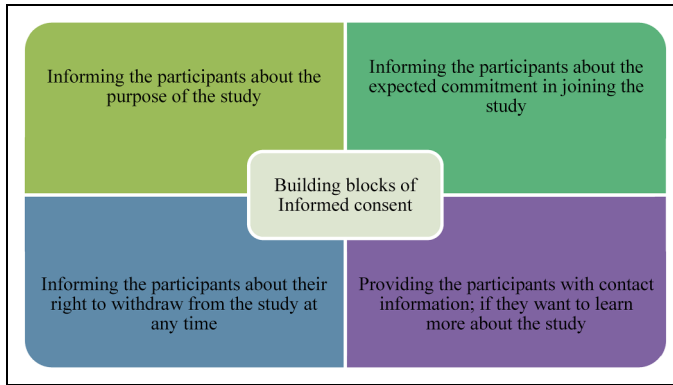 Informing the participants about the
purpose of the study
Informing the participants about the
expected commitment in joining the
study
Building blocks of
Informed consent
Informing the participants about their
right to withdraw from the study at
any time
Providing the participants with contact
information; if they want to learn
more about the study